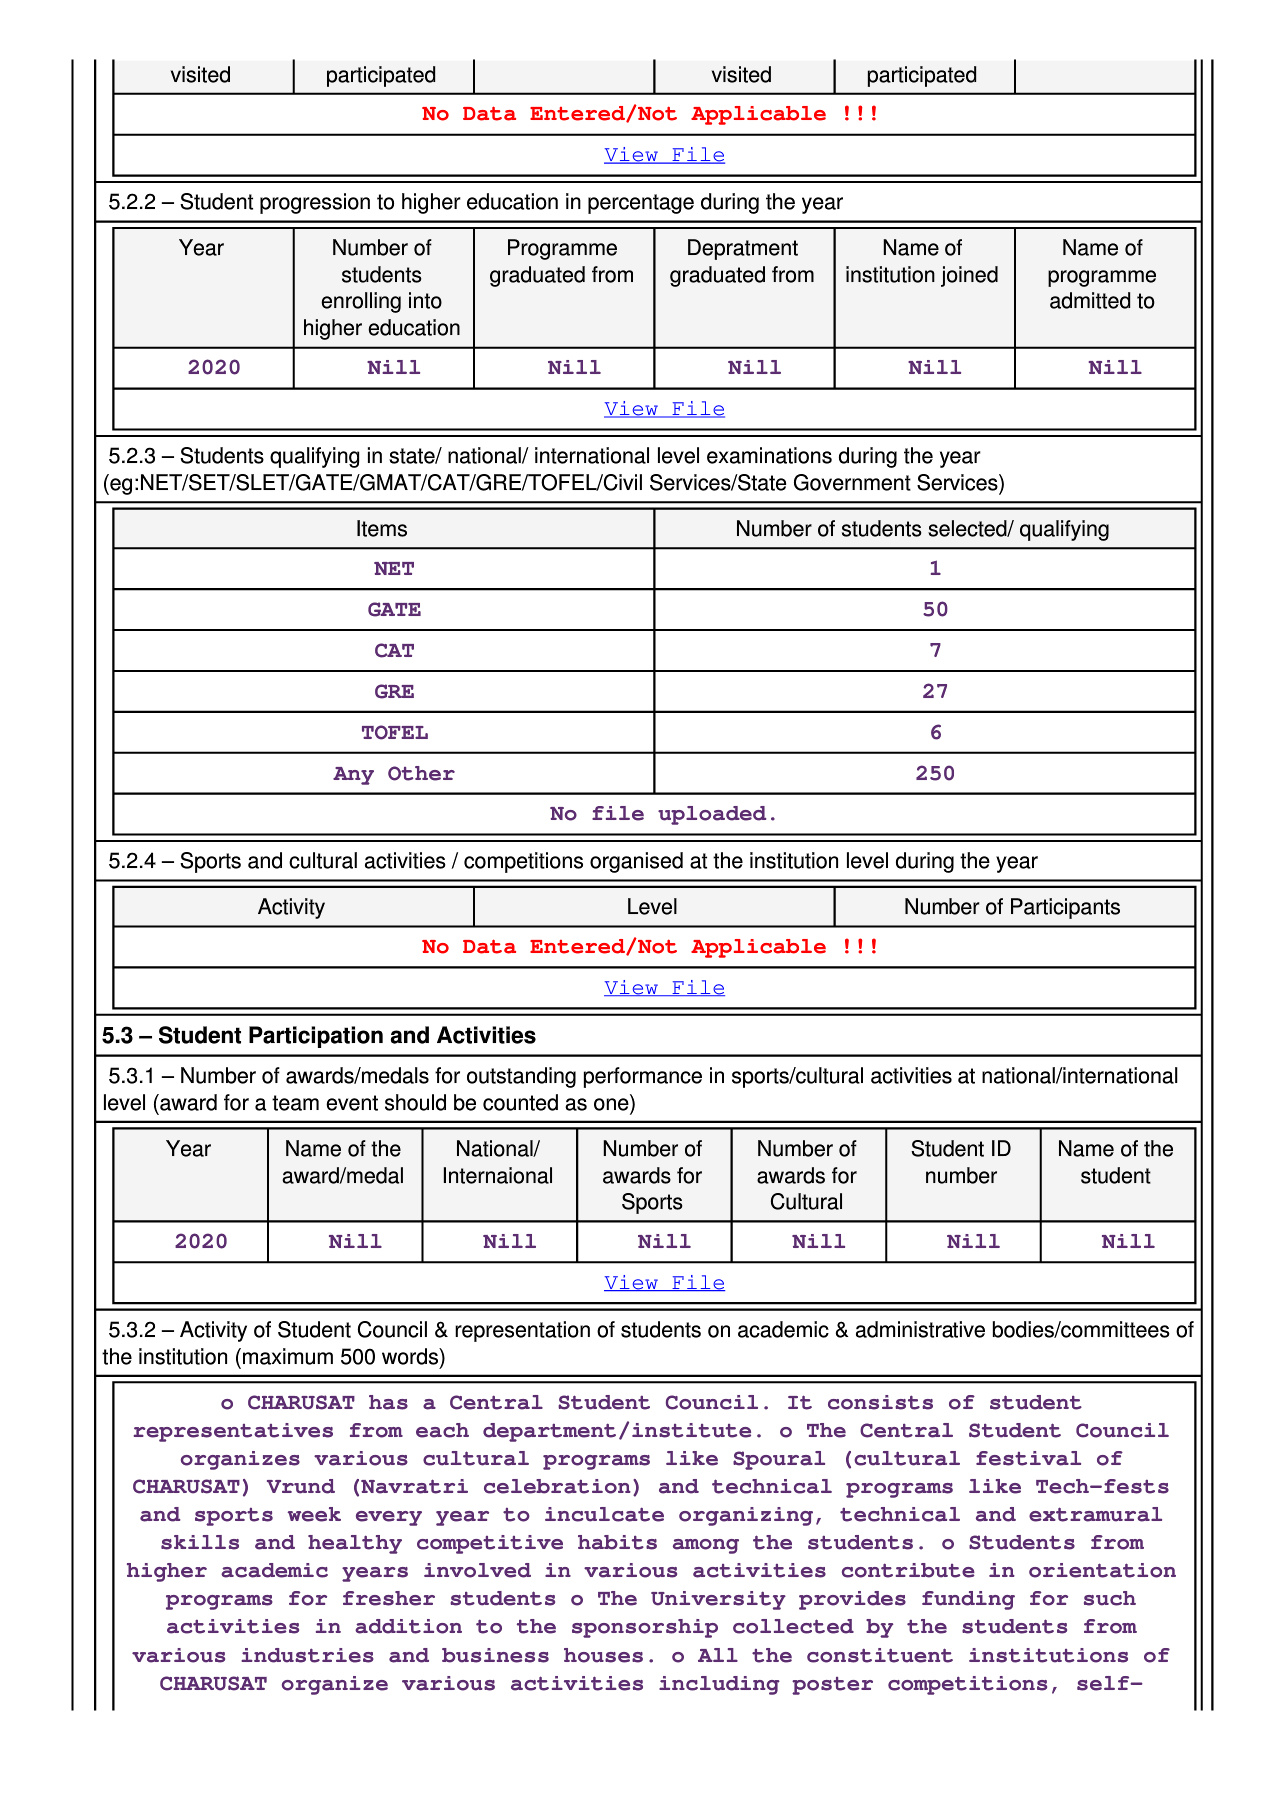 visited participated visited participated
No Data Entered/Not Applicable !!!
View File
5.2.2 – Student progression to higher education in percentage during the year
Year Number of students enrolling into higher education Programme graduated from Depratment graduated from Name of institution joined Name of programme admitted to
2020 Nill Nill Nill Nill Nill
View File
5.2.3 – Students qualifying in state/ national/ international level examinations during the year
(eg:NET/SET/SLET/GATE/GMAT/CAT/GRE/TOFEL/Civil Services/State Government Services)
Items Number of students selected/ qualifying
NET 1
GATE 50
CAT 7
GRE 27
TOFEL 6
Any Other 250
No file uploaded.
5.2.4 – Sports and cultural activities / competitions organised at the institution level during the year
Activity Level Number of Participants
No Data Entered/Not Applicable !!!
View File
5.3 – Student Participation and Activities
5.3.1 – Number of awards/medals for outstanding performance in sports/cultural activities at national/international
level (award for a team event should be counted as one)
Year Name of the award/medal National/ Internaional Number of awards for Sports Number of awards for Cultural Student ID number Name of the student
2020 Nill Nill Nill Nill Nill Nill
View File
5.3.2 – Activity of Student Council & representation of students on academic & administrative bodies/committees of
the institution (maximum 500 words)
o CHARUSAT has a Central Student Council. It consists of student
representatives from each department/institute. o The Central Student Council
organizes various cultural programs like Spoural (cultural festival of
CHARUSAT) Vrund (Navratri celebration) and technical programs like Tech-fests
and sports week every year to inculcate organizing, technical and extramural
skills and healthy competitive habits among the students. o Students from
higher academic years involved in various activities contribute in orientation
programs for fresher students o The University provides funding for such
activities in addition to the sponsorship collected by the students from
various industries and business houses. o All the constituent institutions of
CHARUSAT organize various activities including poster competitions, self-